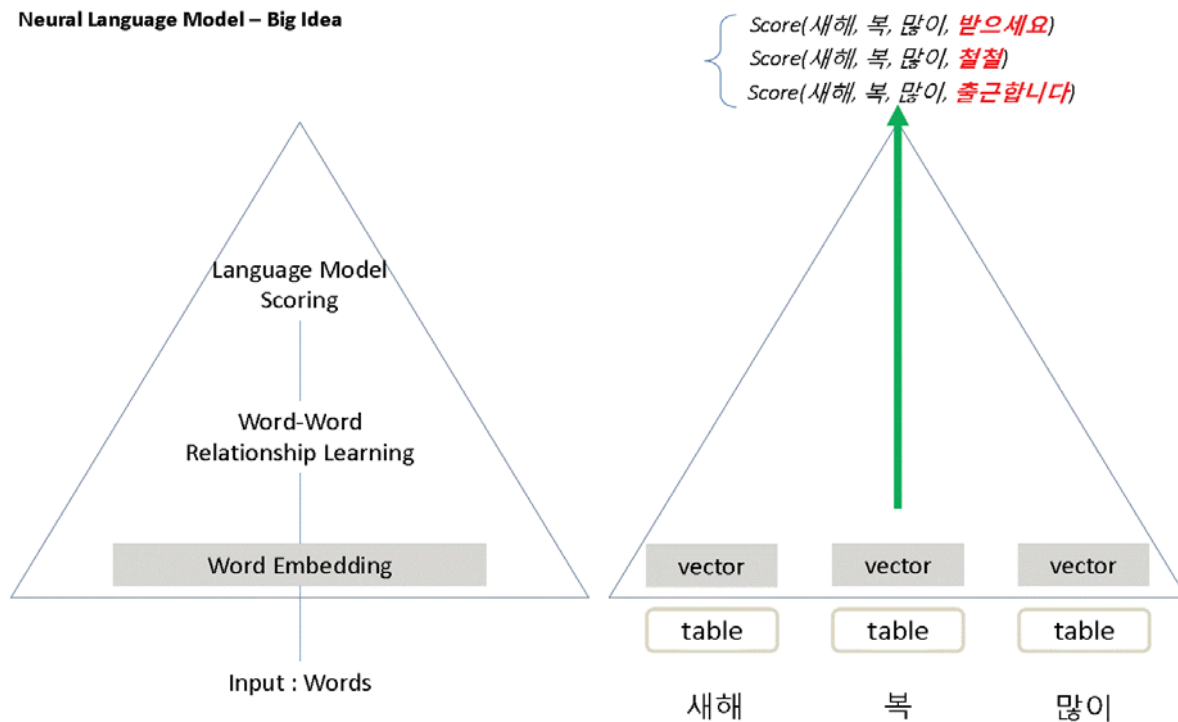 Neural Language Model – Big Idea
Score(새해, 복, 많이, 받으세요)
Score(새해, 복, 많이, 철철)
Score(새해, 복, 많이, 출근합니다)
Language Model
Scoring
Word-Word
Relationship Learning
Word Embedding
Input : Words
vector vector vector
table table table
새해 복 많이